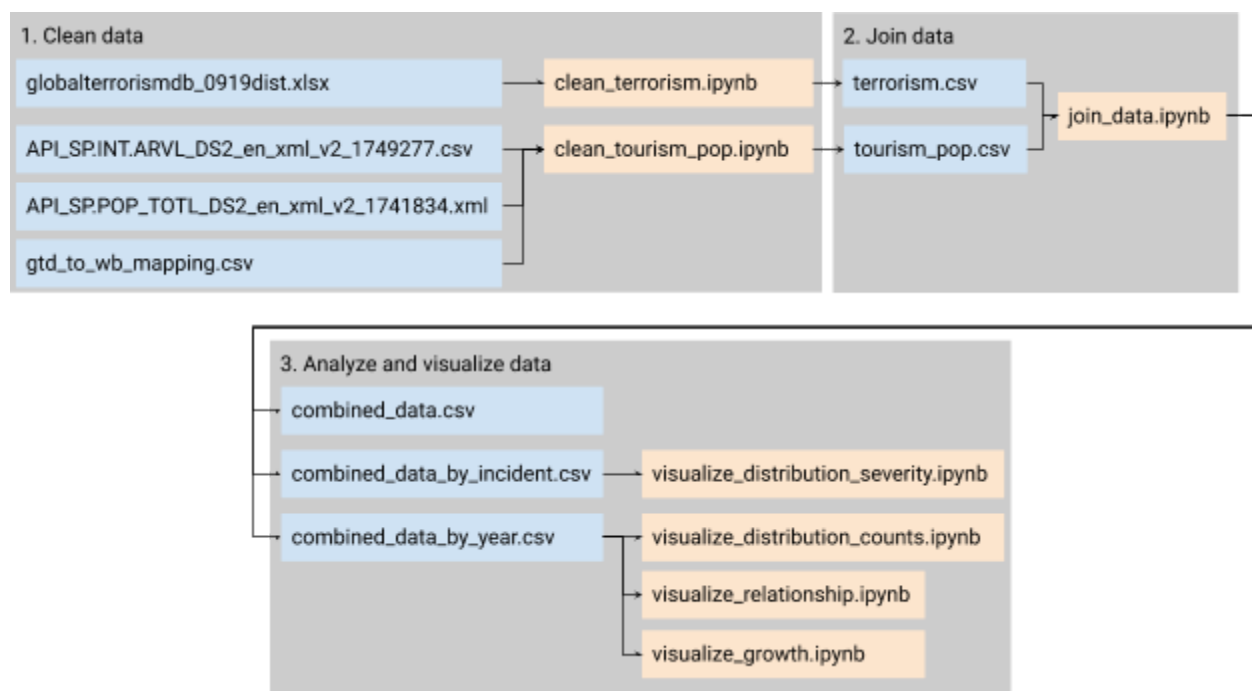 1. Clean data
globalterrorismdb_0919dist.xlsx
clean_terrorism.ipynb
API_SP.INT.ARVL_DS2_en_xml_v2_1749277.csv
clean_tourism_pop.ipynb
API_SP.POP_TOTL_DS2_en_xml_v2_1741834.xml
gtd_to_wb_mapping.csv
2. Join data
terrorism.csv
join_data.ipynb
tourism_pop.csv
3. Analyze and visualize data
combined_data.csv
combined_data_by_incident.csv
visualize_distribution_severity.ipynb
combined_data_by_year.csv
visualize_distribution_counts.ipynb
visualize_relationship.ipynb
visualize_growth.ipynb